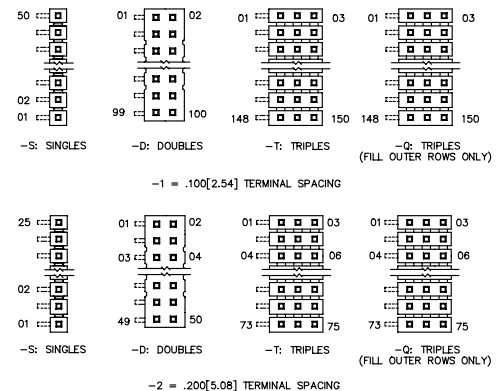 50 01 02 01 03 01 03
02
01 99 100 148 150 148 150
–S: SINGLES –D: DOUBLES –T: TRIPLES –Q: TRIPLES
(FILL OUTER ROWS ONLY)
–1 = .100[2.54] TERMINAL SPACING
25 01 02 01 03 01 03
03 04 04 06 04 06
02
01 49 50 73 75 73 75
–S: SINGLES –D: DOUBLES –T: TRIPLES –Q: TRIPLES
(FILL OUTER ROWS ONLY)
–2 = .200[5.08] TERMINAL SPACING